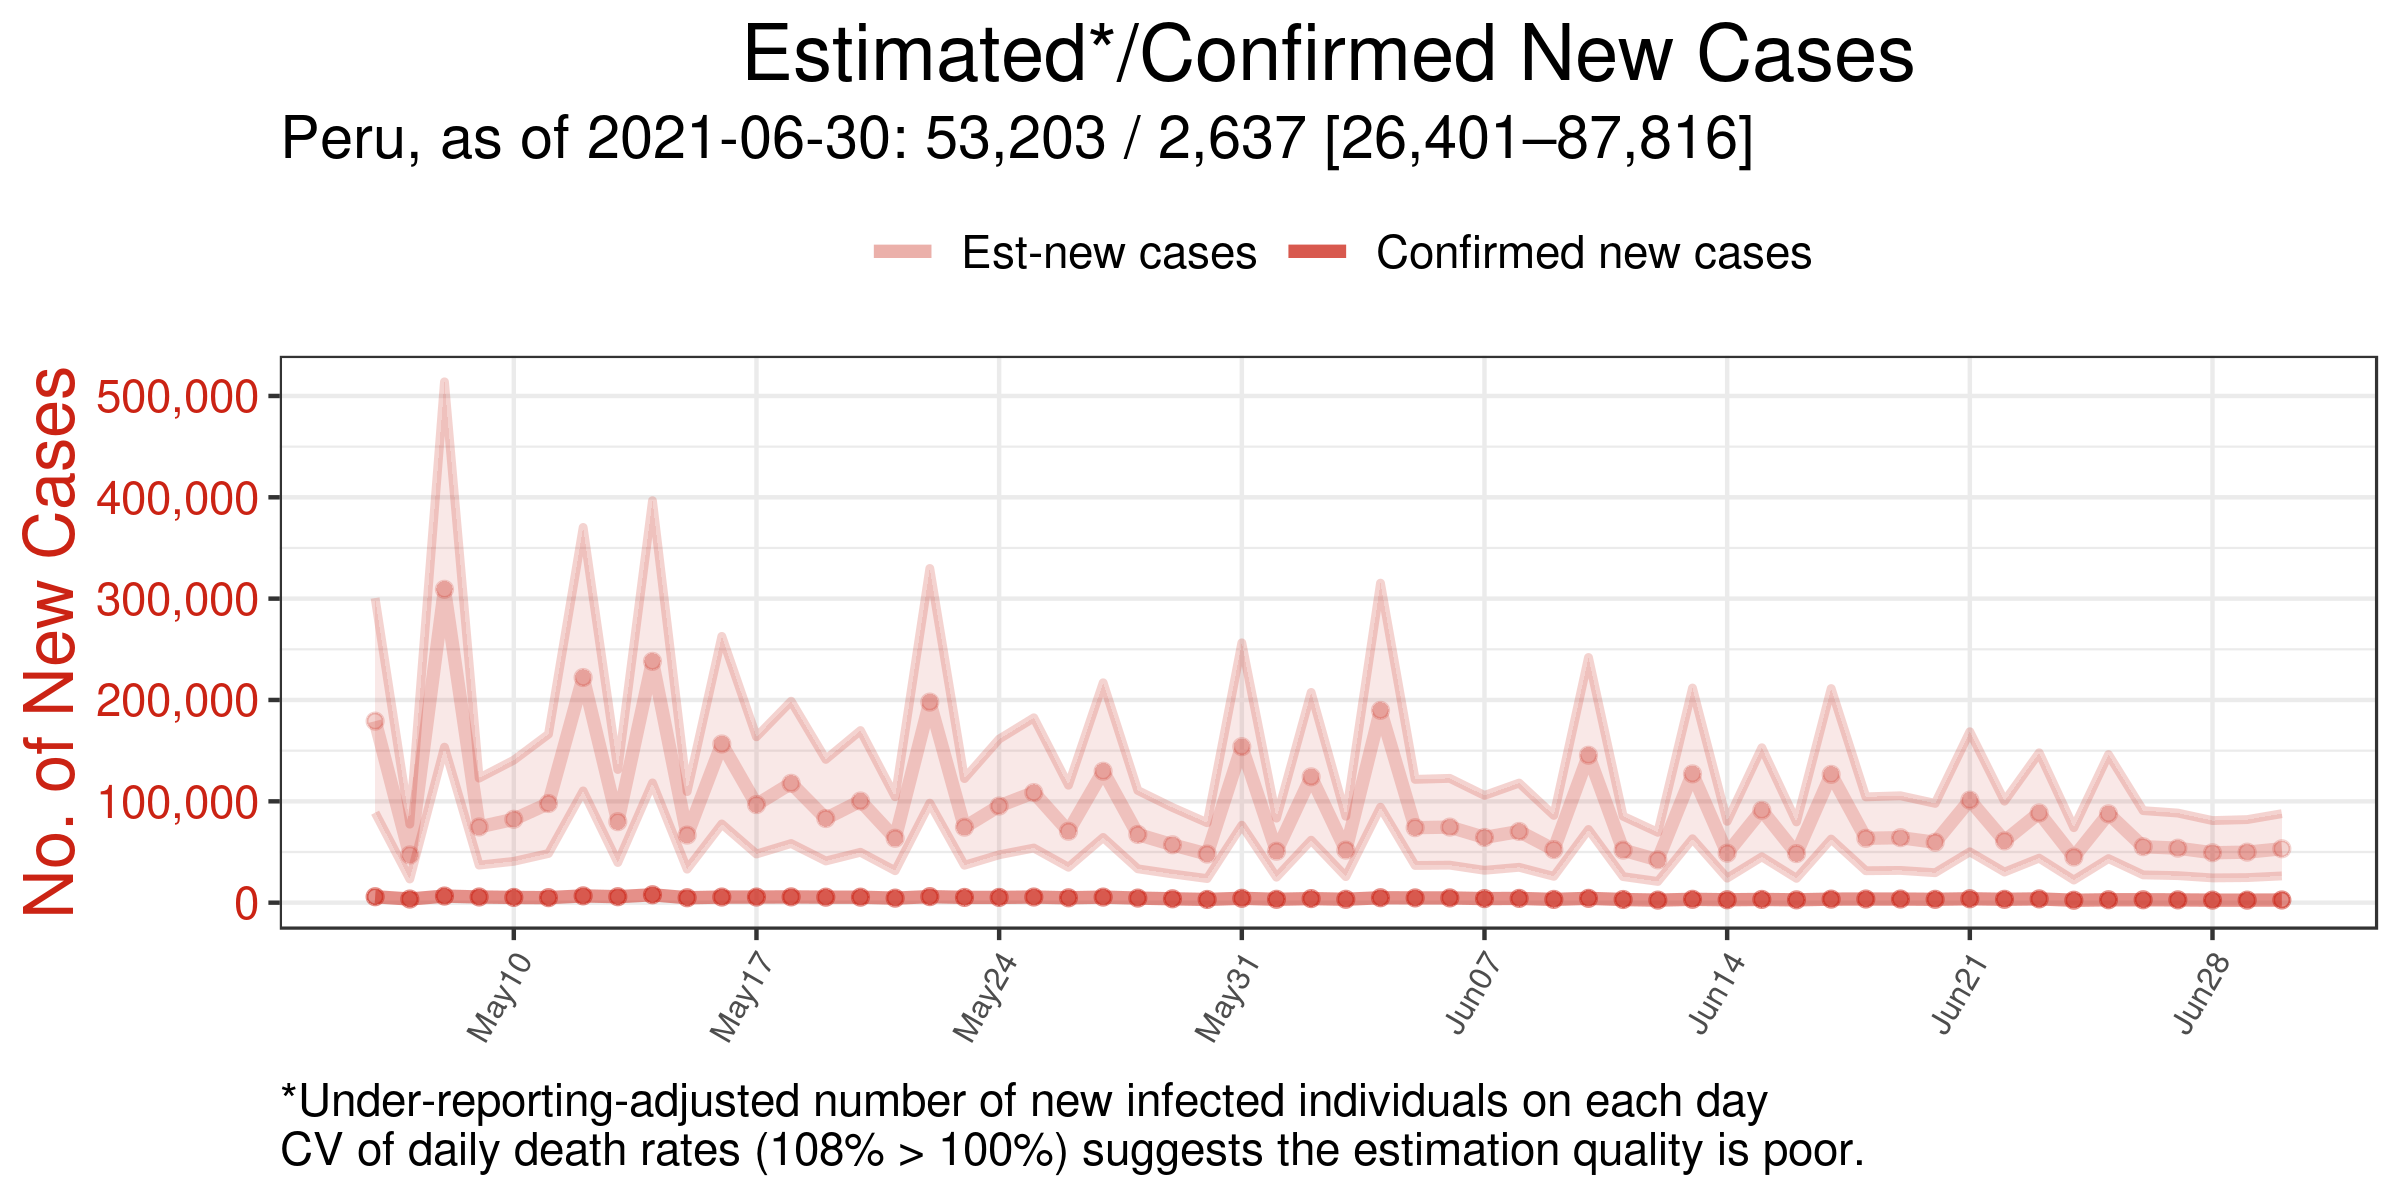 Estimated*/Confirmed New Cases
Peru, as of 2021-06-30: 53,203 / 2,637 [26,401–87,816]
Est-new cases
Confirmed new cases
No. of New Cases
500,000
400,000
300,000
200,000
100,000
0
May10
May17
May24
May31
Jun07
Jun14
Jun21
Jun28
*Under-reporting-adjusted number of new infected individuals on each day
CV of daily death rates (108% > 100%) suggests the estimation quality is poor.